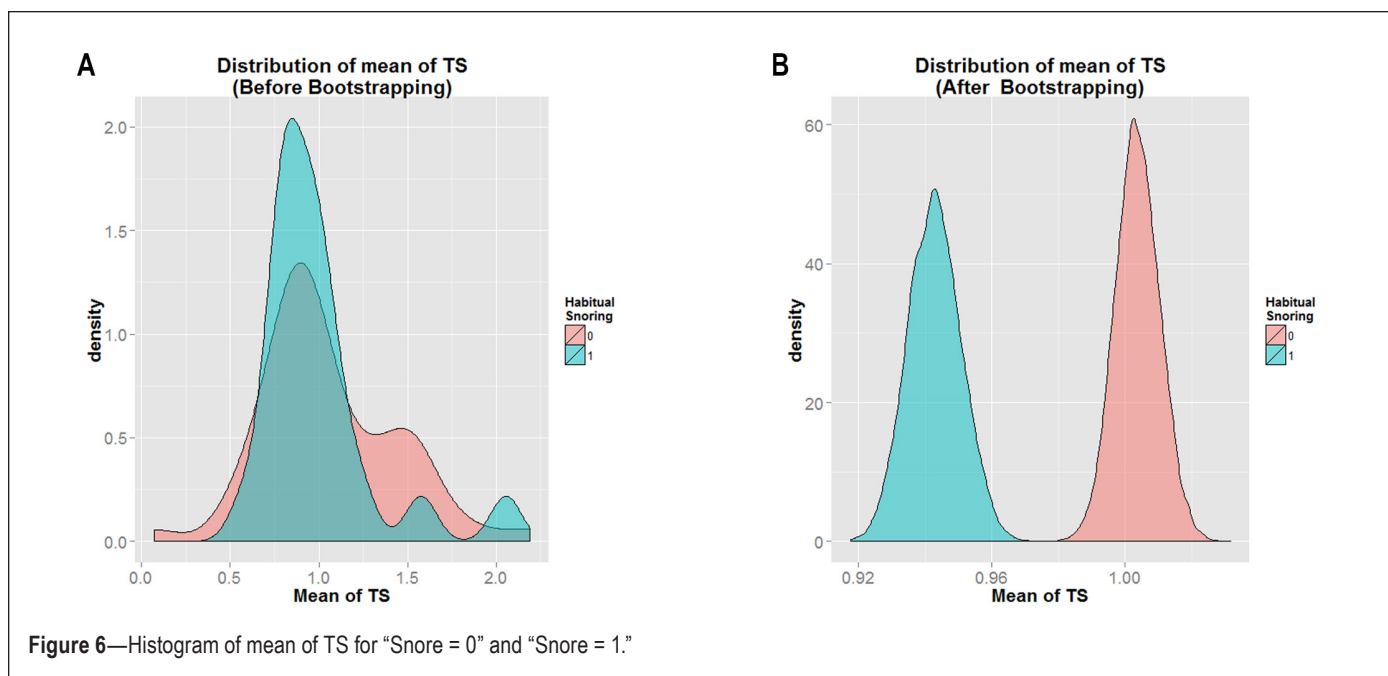 A
Distribution of mean of TS
(Before Bootstrapping)
2.0
1.5
1.0
0.5
0.0
density
0.0 0.5 1.0 1.5 2.0
Mean of TS
Habitual
Snoring
0
1
B
Distribution of mean of TS
(After Bootstrapping)
60
40
20
0
density
0.92 0.96 1.00
Mean of TS
Habitual
Snoring
0
1
Figure 6—Histogram of mean of TS for “Snore = 0” and “Snore = 1.”